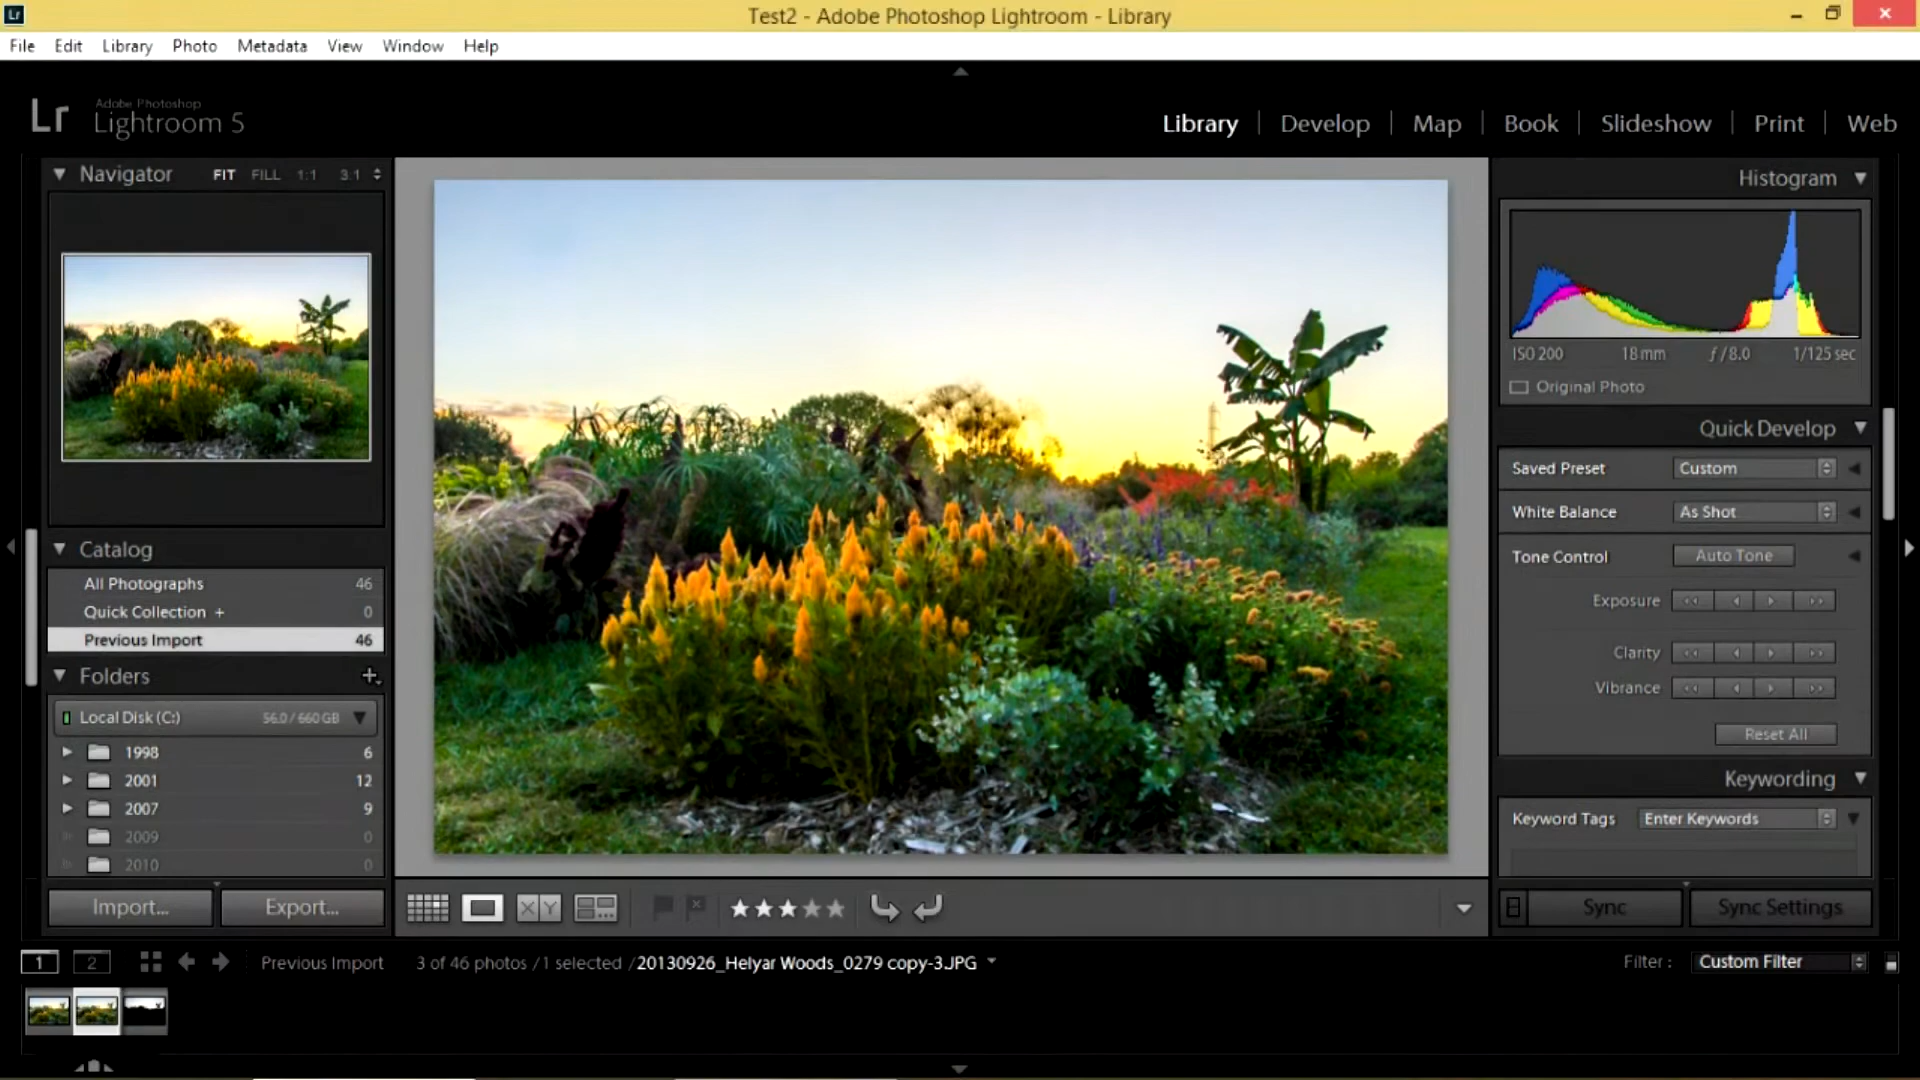 Lr
Test2 - Adobe Photoshop Lightroom - Library
File Edit Library Photo Metadata View Window Help
Lr
Adobe Photoshop
Lightroom 5
Library Develop Map Book Slideshow Print Web
Navigator FIT FILL 1:1 3:1
Catalog
All Photographs 46
Quick Collection + 0
Previous Import 46
Folders +
Local Disk (C:) 56.0 / 660 GB
1998 6
2001 12
2007 9
2009 0
2010 0
Import... Export...
X Y
Histogram
ISO 200 18 mm ƒ / 8.0 1/125 sec
Original Photo
Quick Develop
Saved Preset Custom
White Balance As Shot
Tone Control Auto Tone
Exposure
Clarity
Vibrance
Reset All
Keywording
Keyword Tags Enter Keywords
Sync Sync Settings
1 2 Previous Import 3 of 46 photos / 1 selected / 20130926_Helyar Woods_0279 copy-3.JPG
Filter : Custom Filter